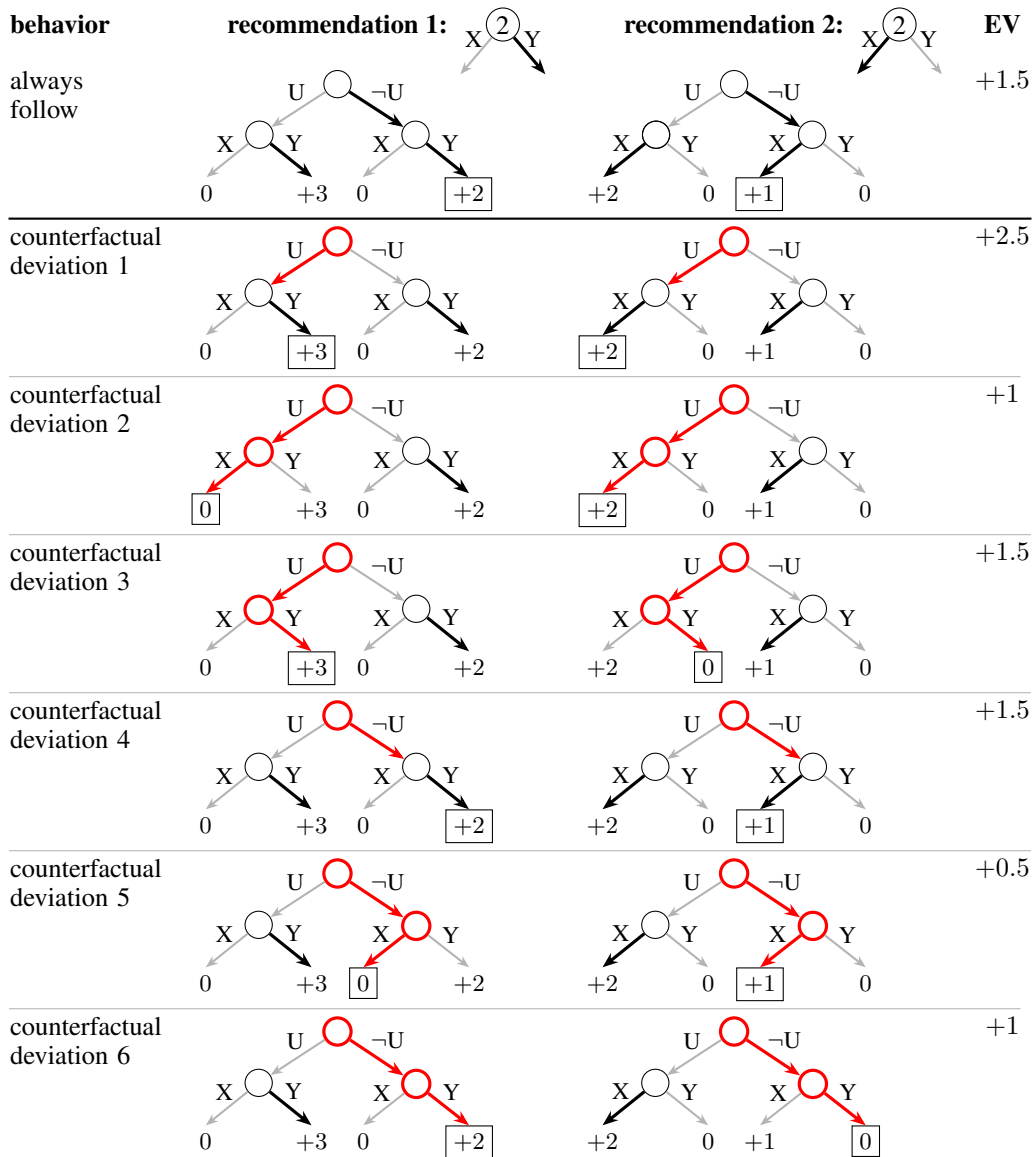 behavior recommendation 1: 2 X Y recommendation 2: 2 X Y EV
always follow U ¬U U ¬U +1.5
X Y X Y X Y X Y
0 +3 0 +2 +2 0 +1 0
counterfactual deviation 1 U ¬U U ¬U +2.5
X Y X Y X Y X Y
0 +3 0 +2 +2 0 +1 0
counterfactual deviation 2 U ¬U U ¬U +1
X Y X Y X Y X Y
0 +3 0 +2 +2 0 +1 0
counterfactual deviation 3 U ¬U U ¬U +1.5
X Y X Y X Y X Y
0 +3 0 +2 +2 0 +1 0
counterfactual deviation 4 U ¬U U ¬U +1.5
X Y X Y X Y X Y
0 +3 0 +2 +2 0 +1 0
counterfactual deviation 5 U ¬U U ¬U +0.5
X Y X Y X Y X Y
0 +3 0 +2 +2 0 +1 0
counterfactual deviation 6 U ¬U U ¬U +1
X Y X Y X Y X Y
0 +3 0 +2 +2 0 +1 0